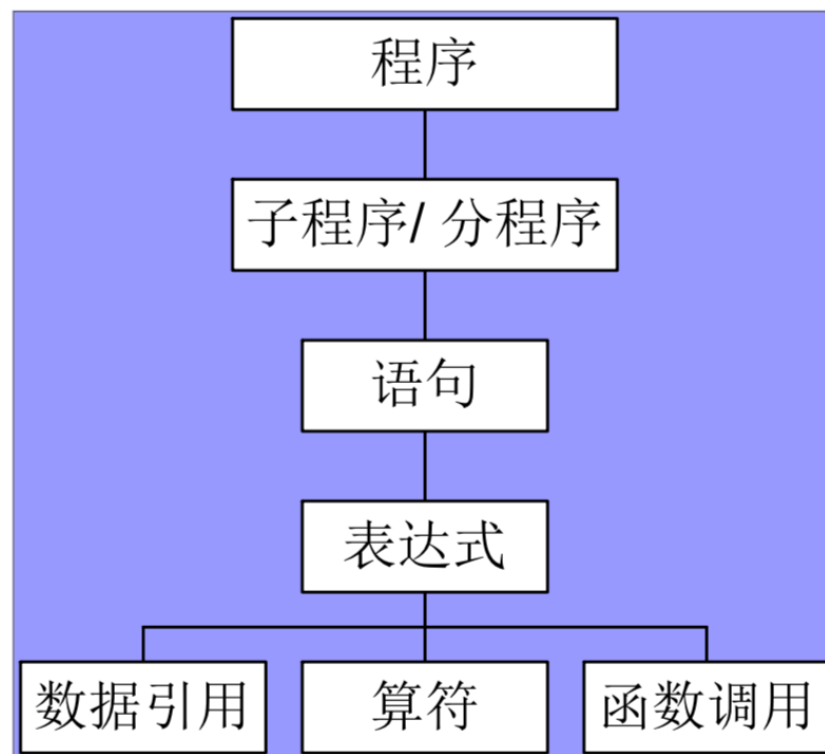 程序
子程序/ 分程序
语句
表达式
数据引用
算符
函数调用